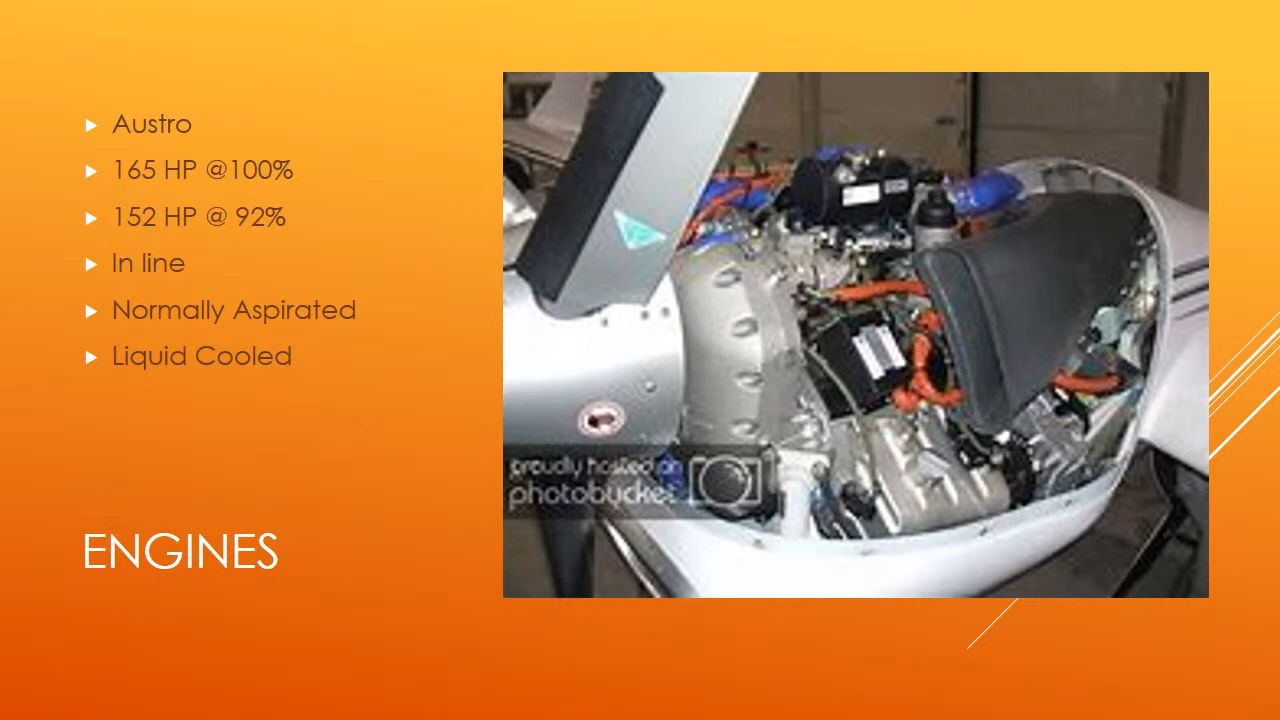 Austro
165 HP @100%
152 HP @ 92%
In line
Normally Aspirated
Liquid Cooled
ENGINES
proudly hosted on
photobucket